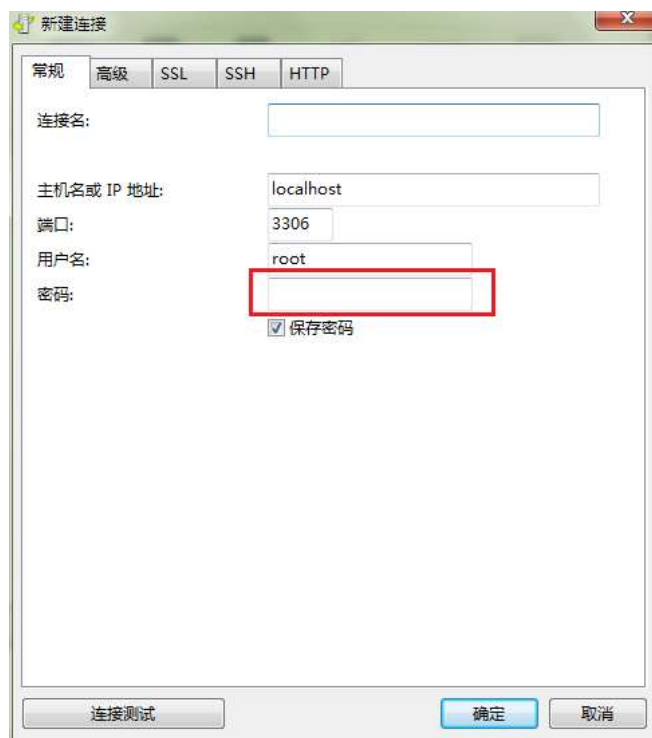 新建连接
常规 高级 SSL SSH HTTP
连接名:
主机名或 IP 地址: localhost
端口: 3306
用户名: root
密码:
保存密码
连接测试 确定 取消